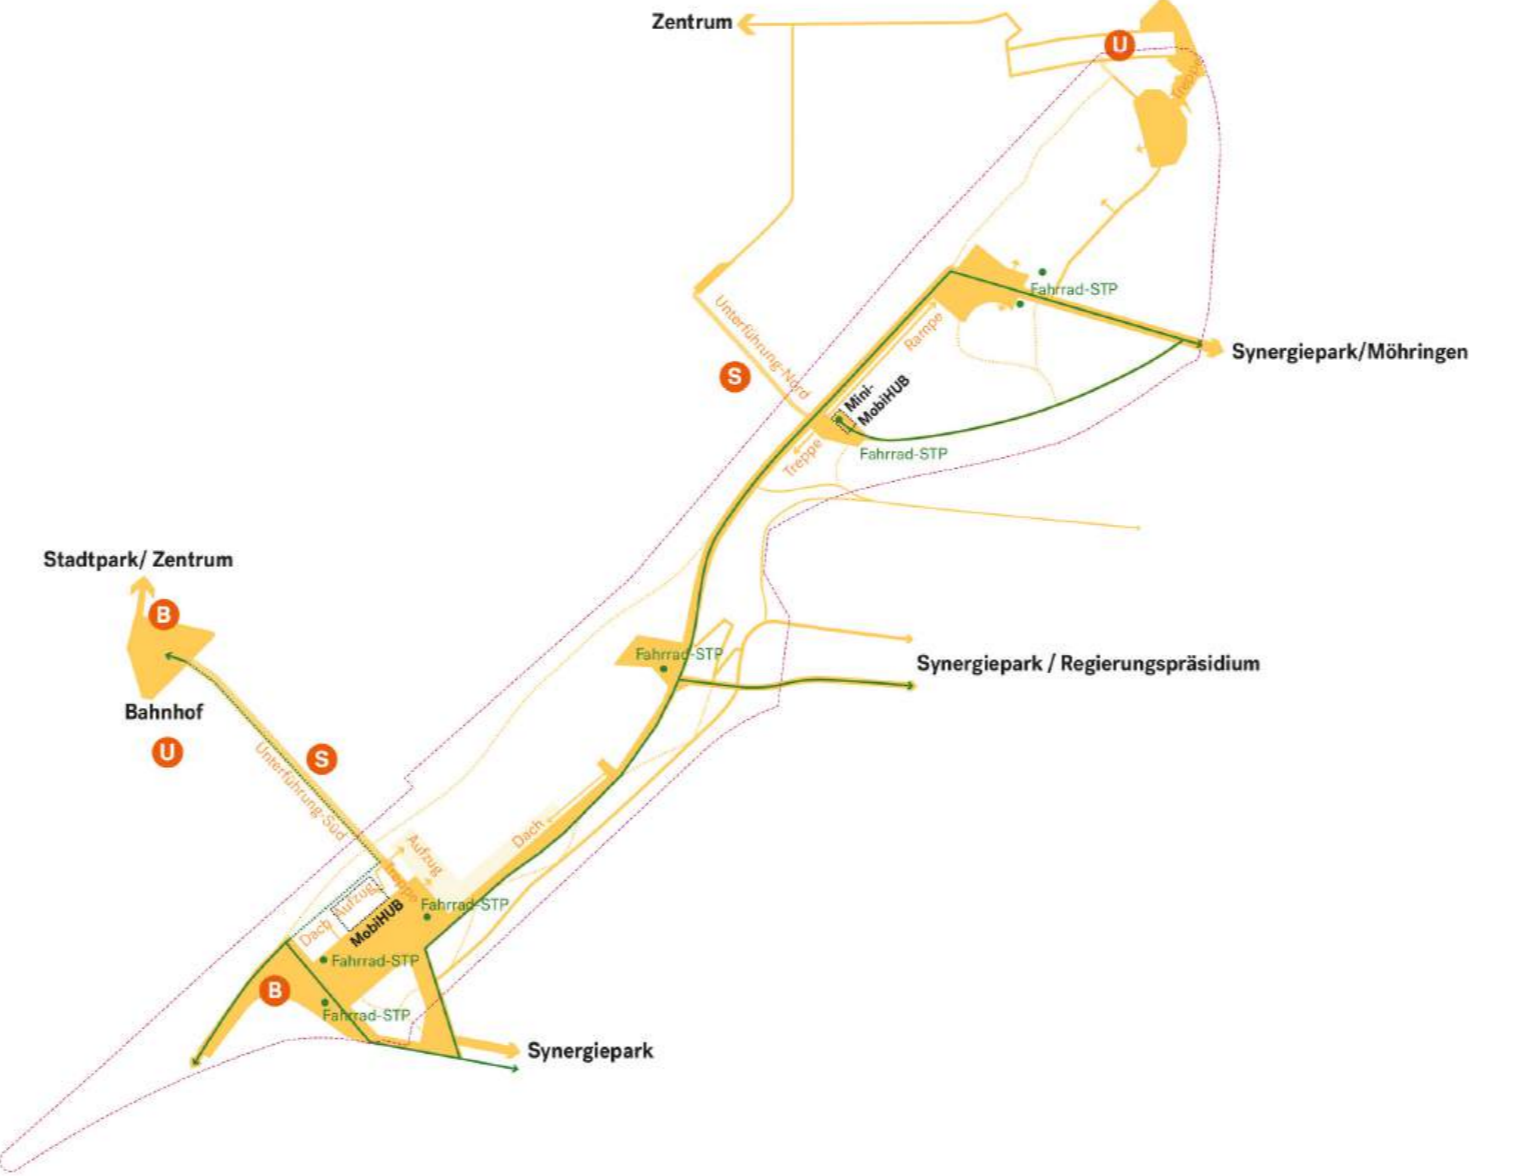 Zentrum
U
Treppe
Fahrrad-STP
Synergiepark/Möhringen
Unterführung-Nord
Rampe
S
Mini-
MobiHUB
Treppe
Fahrrad-STP
Stadtpark/ Zentrum
B
Fahrrad-STP
Synergiepark / Regierungspräsidium
Bahnhof
U
S
Unterführung-Süd
Dach
Aufzug
Treppe
Aufzug
Fahrrad-STP
Dach
MobiHUB
Fahrrad-STP
B
Fahrrad-STP
Synergiepark